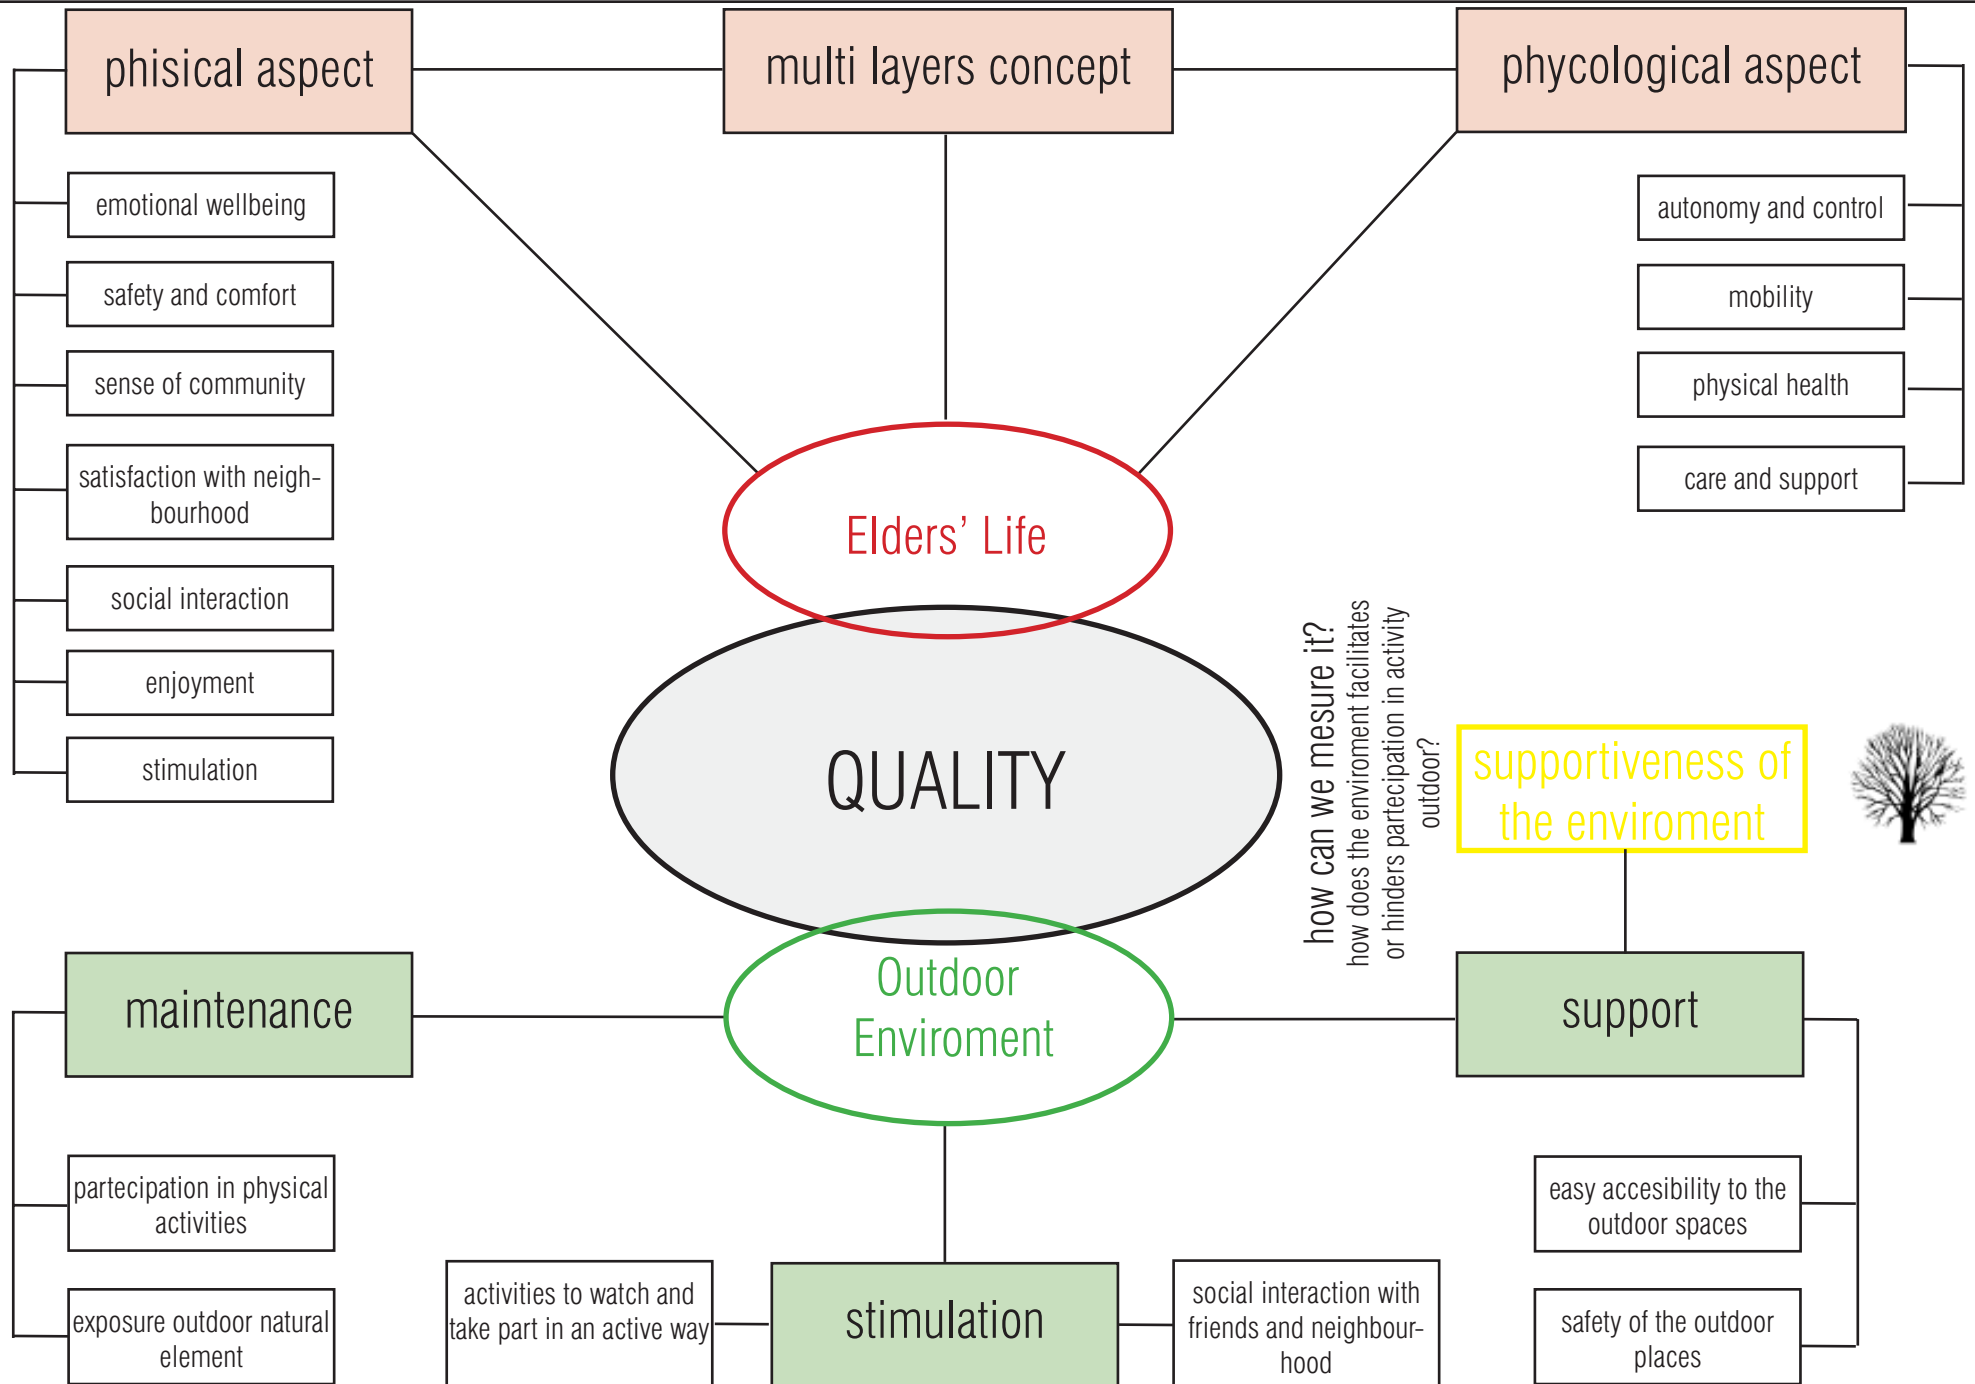 phisical aspect
multi layers concept
phycological aspect
emotional wellbeing
safety and comfort
sense of community
satisfaction with neigh-
bourhood
social interaction
enjoyment
stimulation
autonomy and control
mobility
physical health
care and support
Elders’ Life
QUALITY
how can we mesure it?
how does the enviroment facilitates
or hinders partecipation in activity
outdoor?
supportiveness of
the enviroment
Outdoor
Enviroment
maintenance
support
partecipation in physical
activities
exposure outdoor natural
element
activities to watch and
take part in an active way
stimulation
social interaction with
friends and neighbour-
hood
easy accesibility to the
outdoor spaces
safety of the outdoor
places